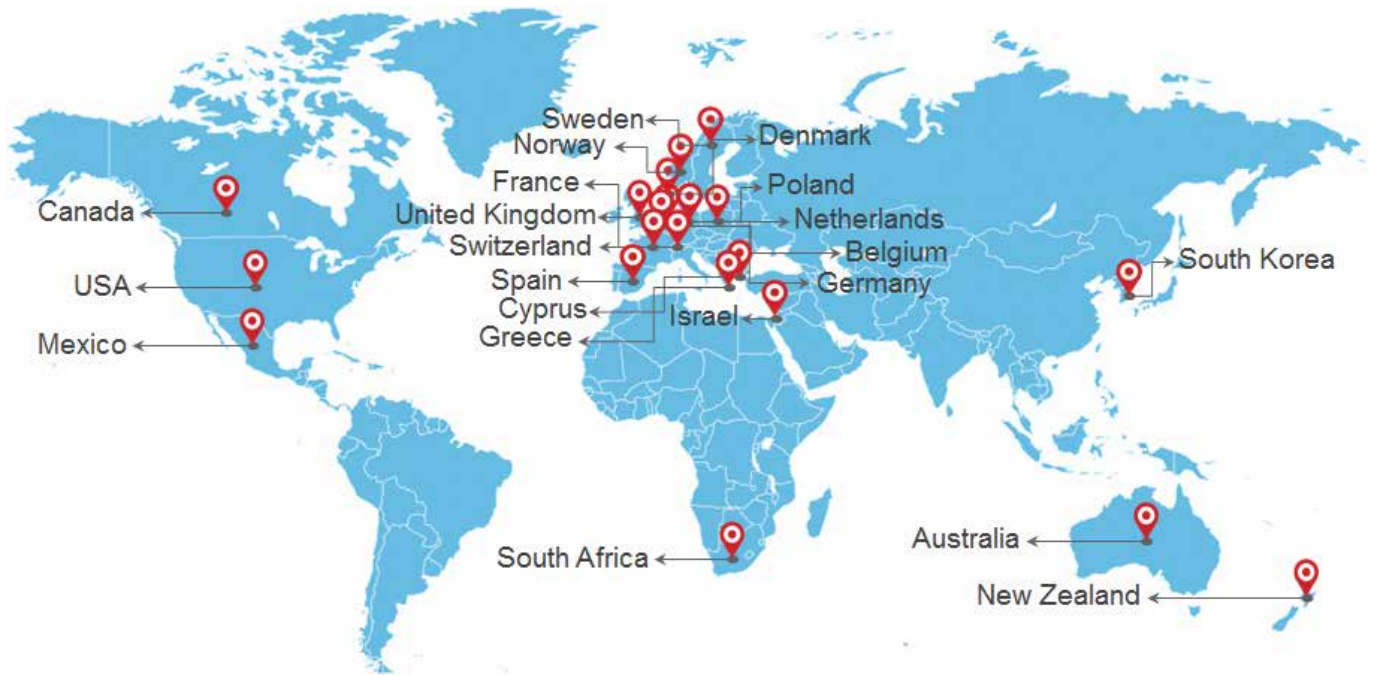 Sweden
Denmark
Norway
France
Poland
Canada
United Kingdom
Netherlands
Switzerland
Belgium
South Korea
USA
Spain
Germany
Cyprus
Israel
Greece
Mexico
Australia
South Africa
New Zealand